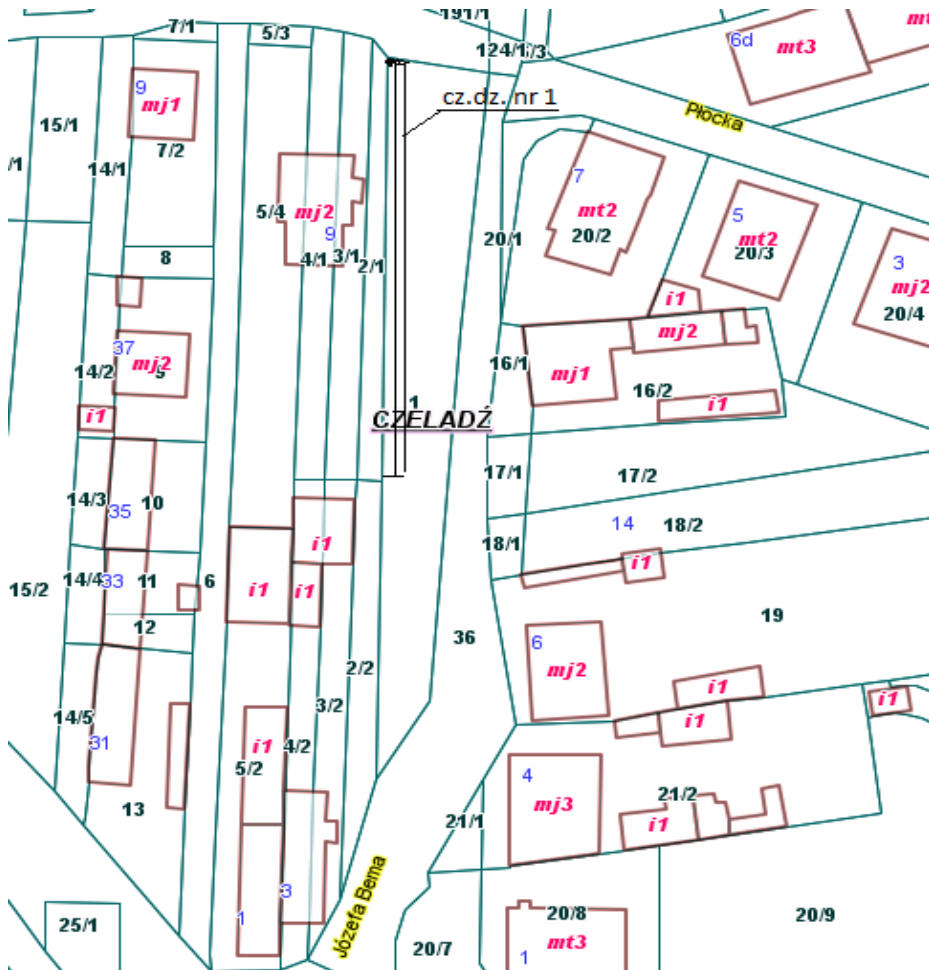 191/1
7/1
5/3
124/1
6/3
6d
mt3
mt
9
mj1
cz.dz. nr 1
Płocka
15/1
/1
14/1
7/2
7
mt2
5/4
mj2
9
5
mt2
20/1
20/2
20/3
3
mj2
8
4/1
3/1
2/1
i1
20/4
37
mj2
mj2
14/2
9
16/1
mj1
16/2
i1
i1
1
CZELADŹ
17/1
17/2
14/3
10
35
14
18/2
18/1
i1
i1
14/4
33
11
6
i1
i1
15/2
12
36
19
6
mj2
2/2
i1
i1
3/2
14/5
31
i1
4/2
5/2
4
mj3
13
21/1
21/2
i1
3
Józefa Bema
25/1
1
20/8
20/9
mt3
20/7
1